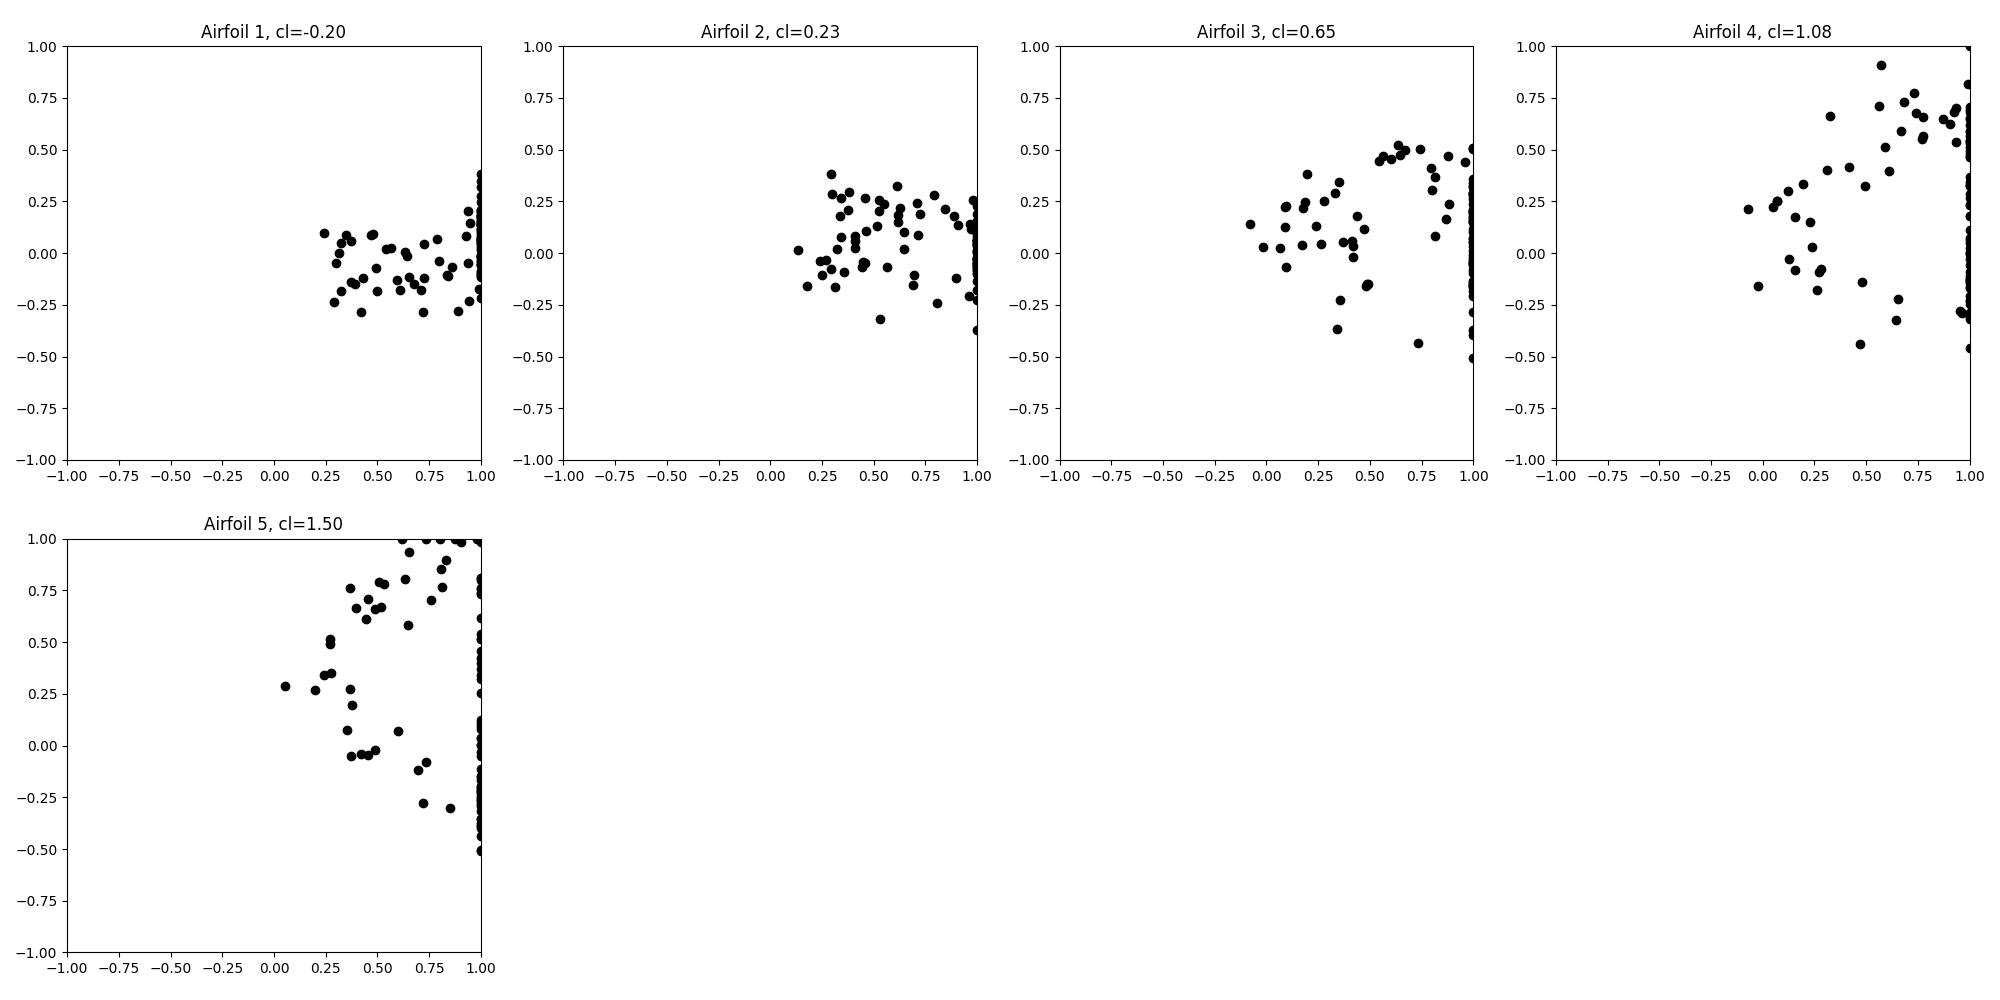 Airfoil 1, cl=-0.20
Airfoil 2, cl=0.23
Airfoil 3, cl=0.65
Airfoil 4, cl=1.08
1.00 1.00 1.00 1.00
0.75 0.75 0.75 0.75
0.50 0.50 0.50 0.50
0.25 0.25 0.25 0.25
0.00 0.00 0.00 0.00
−0.25 −0.25 −0.25 −0.25
−0.50 −0.50 −0.50 −0.50
−0.75 −0.75 −0.75 −0.75
−1.00 −1.00 −1.00 −1.00
−1.00 −0.75 −0.50 −0.25 0.00 0.25 0.50 0.75 1.00
−1.00 −0.75 −0.50 −0.25 0.00 0.25 0.50 0.75 1.00
−1.00 −0.75 −0.50 −0.25 0.00 0.25 0.50 0.75 1.00
−1.00 −0.75 −0.50 −0.25 0.00 0.25 0.50 0.75 1.00
Airfoil 5, cl=1.50
1.00
0.75
0.50
0.25
0.00
−0.25
−0.50
−0.75
−1.00
−1.00 −0.75 −0.50 −0.25 0.00 0.25 0.50 0.75 1.00